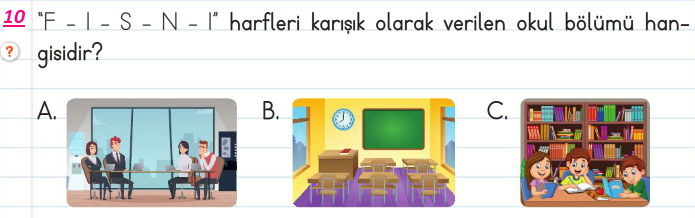 10 "F - I - S - N - I" harfleri karışık olarak verilen okul bölümü han-
? gisidir?
A. B. C.